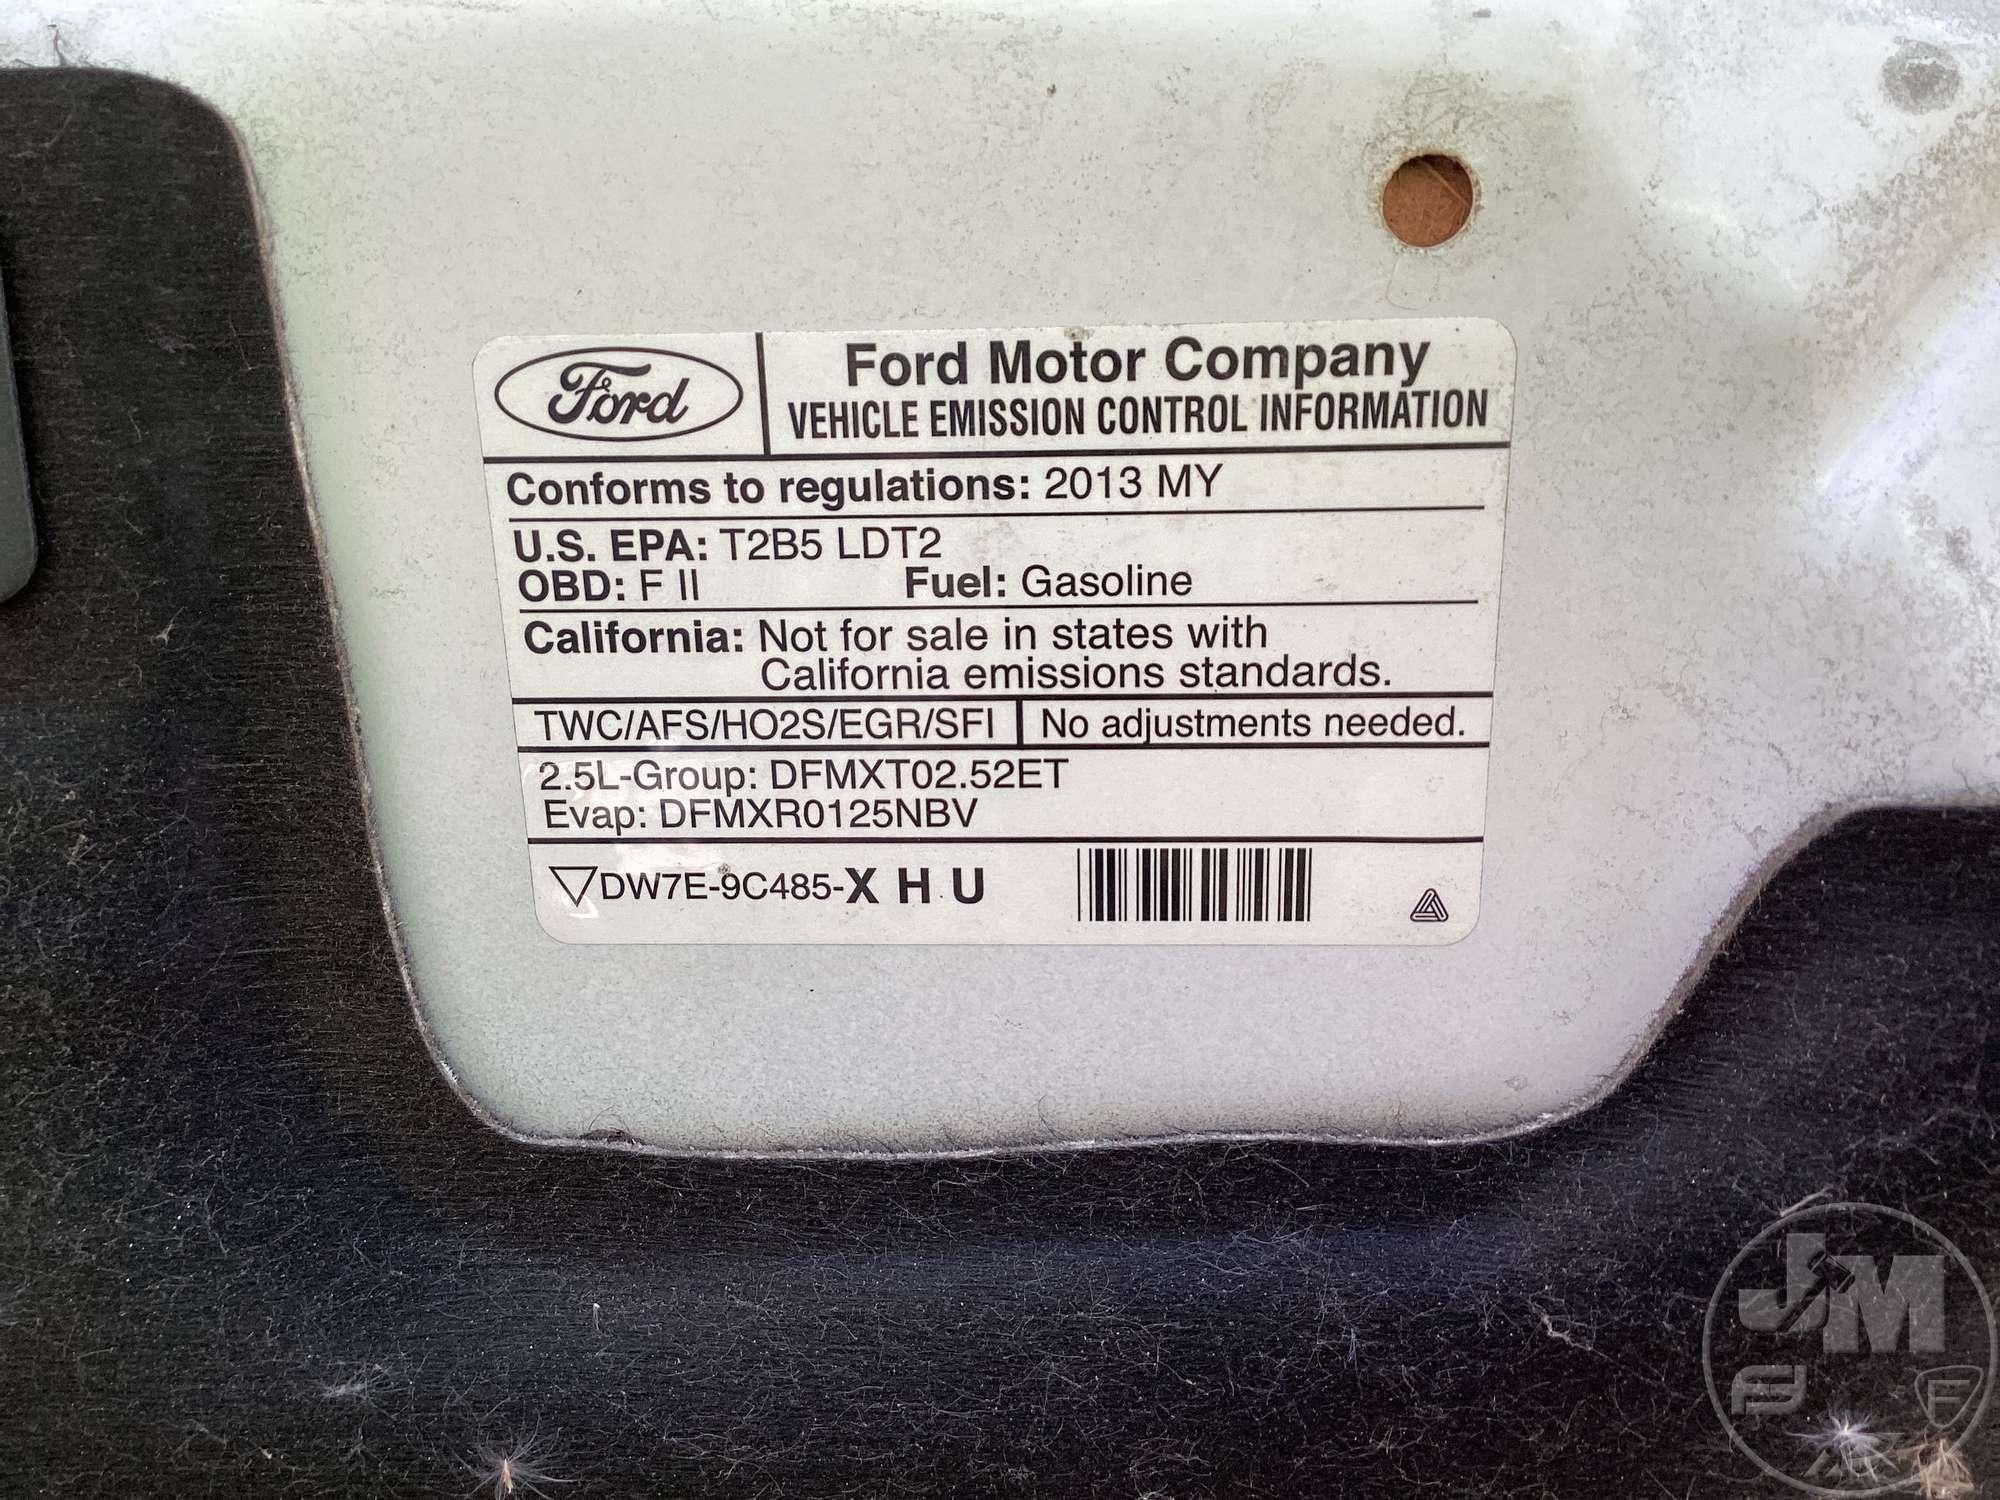 Ford
Ford Motor Company
VEHICLE EMISSION CONTROL INFORMATION
Conforms to regulations: 2013 MY
U.S. EPA: T2B5 LDT2
OBD: F II Fuel: Gasoline
California: Not for sale in states with
California emissions standards.
TWC/AFS/HO2S/EGR/SFI No adjustments needed.
2.5L-Group: DFMXT02.52ET
Evap: DFMXR0125NBV
DW7E-9C485-X H U
JM
F